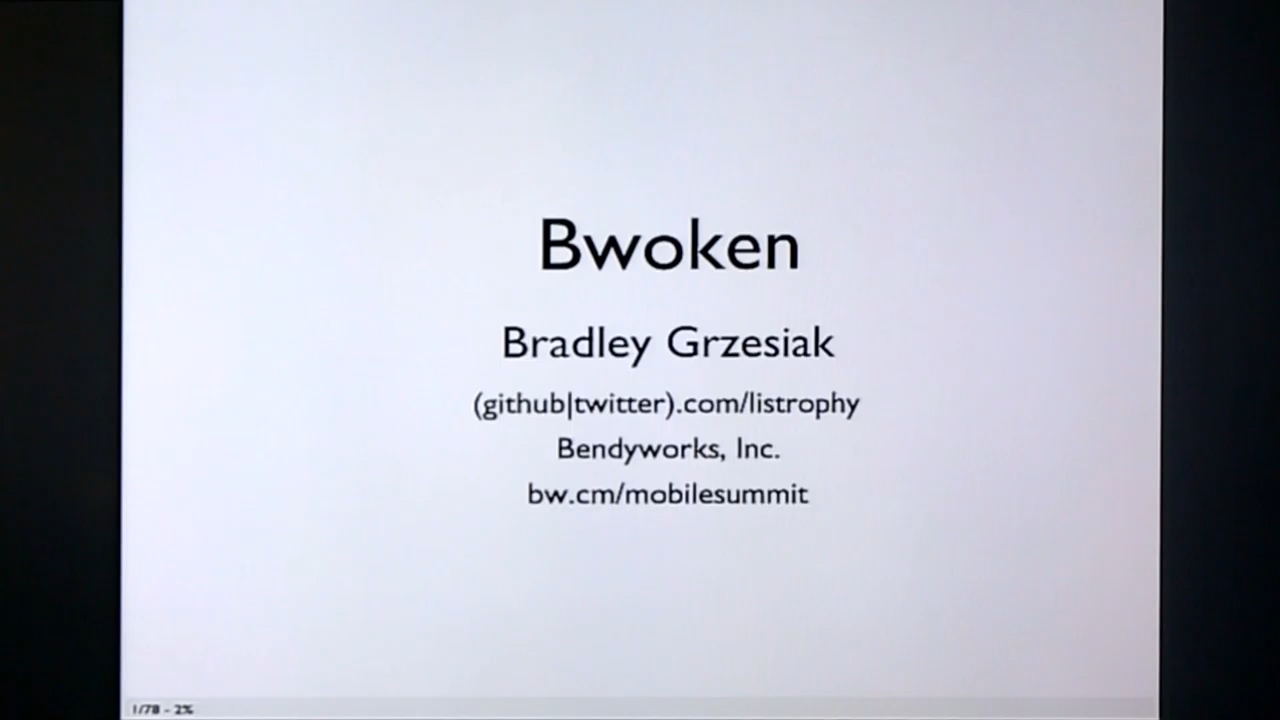 Bwoken
Bradley Grzesiak
(github|twitter).com/listrophy
Bendyworks, Inc.
bw.cm/mobilesummit
1/78 - 2%